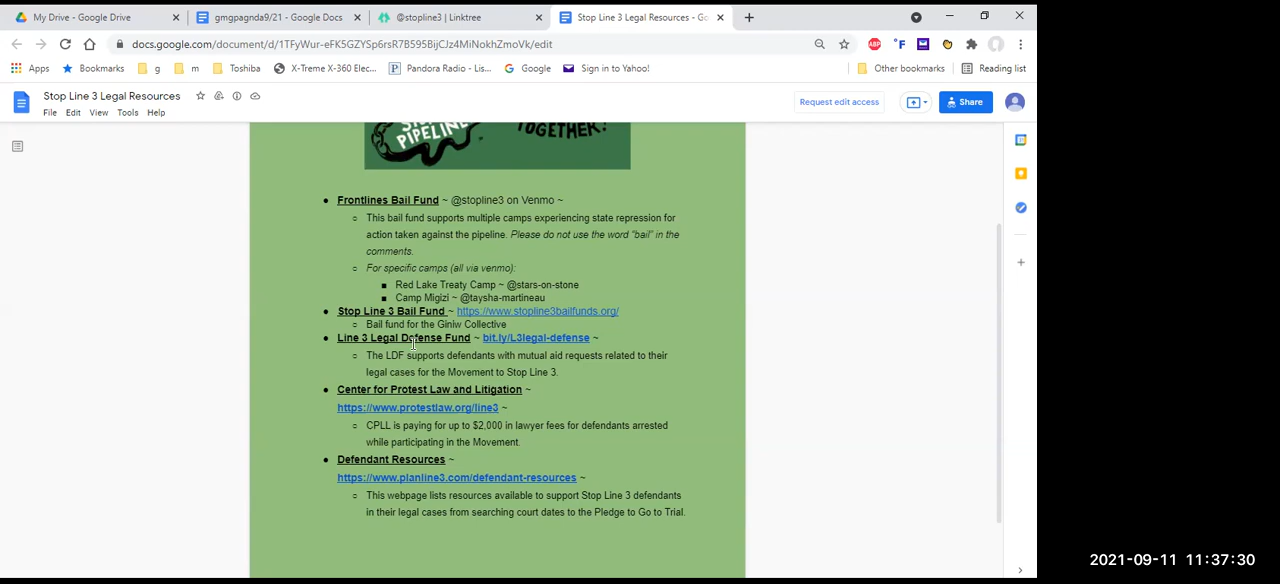 My Drive - Google Drive
gmgpagnda9/21 - Google Docs
@stopline3 | Linktree
Stop Line 3 Legal Resources - Go
docs.google.com/document/d/1TFyWur-eFK5GZYSp6rsR7B595BijCJz4MiNokhZmoVk/edit
Apps Bookmarks g m Toshiba X-Treme X-360 Elec... Pandora Radio - Lis... Google Sign in to Yahoo! Other bookmarks Reading list
Stop Line 3 Legal Resources
File Edit View Tools Help
Request edit access
Share
PIPELINE
TOGETHER!
• Frontlines Bail Fund ~ @stopline3 on Venmo ~
○ This bail fund supports multiple camps experiencing state repression for
action taken against the pipeline. Please do not use the word "bail" in the
comments.
○ For specific camps (all via venmo):
■ Red Lake Treaty Camp ~ @stars-on-stone
■ Camp Migizi ~ @taysha-martineau
• Stop Line 3 Bail Fund ~ https://www.stopline3bailfunds.org/
○ Bail fund for the Giniw Collective
• Line 3 Legal Defense Fund ~ bit.ly/L3legal-defense ~
○ The LDF supports defendants with mutual aid requests related to their
legal cases for the Movement to Stop Line 3.
• Center for Protest Law and Litigation ~
https://www.protestlaw.org/line3 ~
○ CPLL is paying for up to $2,000 in lawyer fees for defendants arrested
while participating in the Movement.
• Defendant Resources ~
https://www.planline3.com/defendant-resources ~
○ This webpage lists resources available to support Stop Line 3 defendants
in their legal cases from searching court dates to the Pledge to Go to Trial.
2021-09-11 11:37:30